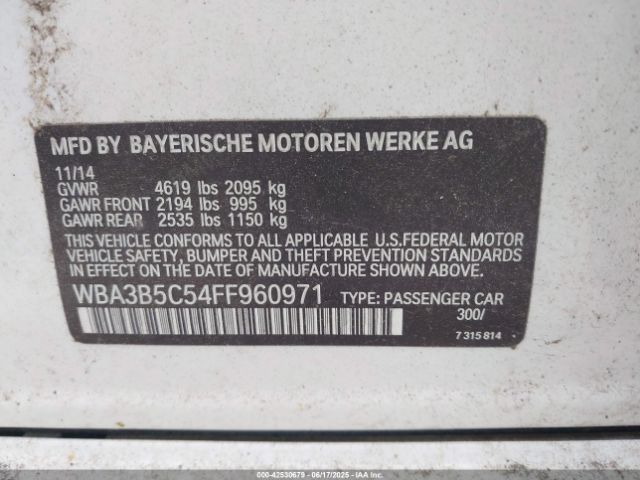 MFD BY BAYERISCHE MOTOREN WERKE AG
11/14
GVWR 4619 lbs 2095 kg
GAWR FRONT 2194 lbs 995 kg
GAWR REAR 2535 lbs 1150 kg
THIS VEHICLE CONFORMS TO ALL APPLICABLE U.S.FEDERAL MOTOR
VEHICLE SAFETY, BUMPER AND THEFT PREVENTION STANDARDS
IN EFFECT ON THE DATE OF MANUFACTURE SHOWN ABOVE.
WBA3B5C54FF960971 TYPE: PASSENGER CAR
300/
7 315 814
000-42530679 - 06/17/2025 - IAAI.COM